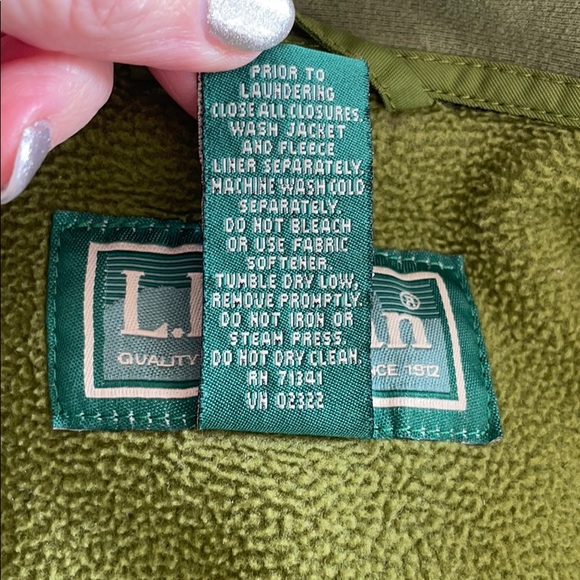 PRIOR TO
LAUNDERING
CLOSE ALL CLOSURES.
WASH JACKET
AND FLEECE
LINER SEPARATELY.
MACHINE WASH COLD
SEPARATELY.
DO NOT BLEACH
OR USE FABRIC
SOFTENER.
TUMBLE DRY LOW,
REMOVE PROMPTLY.
DO NOT IRON OR
STEAM PRESS.
DO NOT DRY CLEAN.
RN 71341
VN 02322
L.
an®
QUALITY
1912